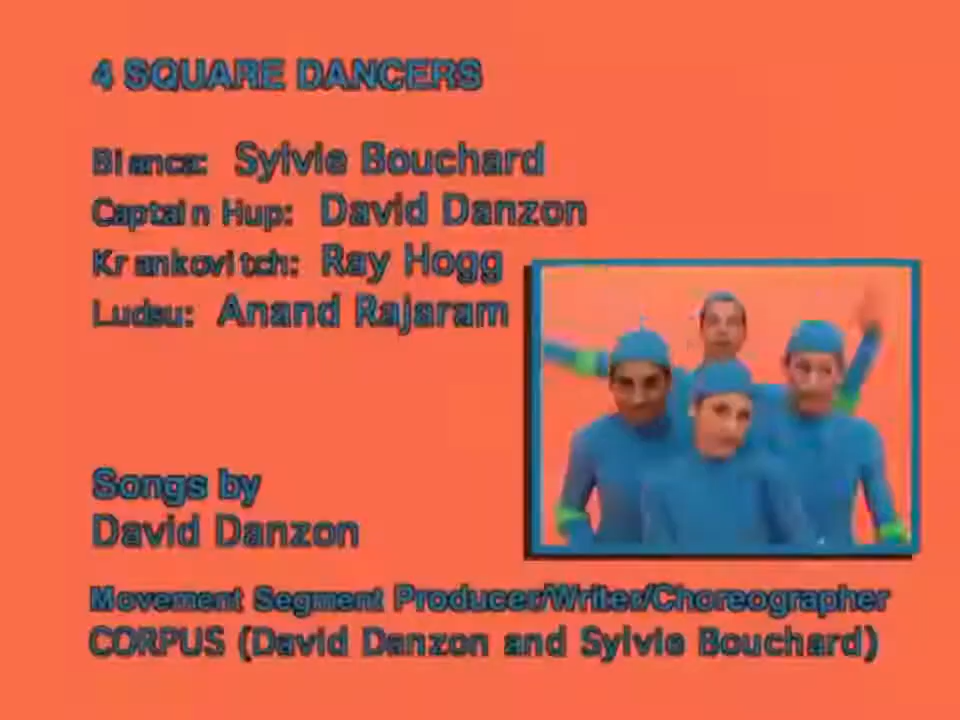 4 SQUARE DANCERS
Bianca: Sylvie Bouchard
Captain Hup: David Danzon
Krankovitch: Ray Hogg
Ludsu: Anand Rajaram
Songs by
David Danzon
Movement Segment Producer/Writer/Choreographer
CORPUS (David Danzon and Sylvie Bouchard)